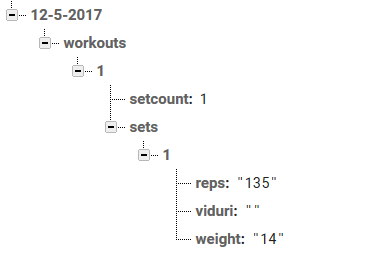 12-5-2017
workouts
1
setcount: 1
sets
1
reps: "135"
viduri: ""
weight: "14"